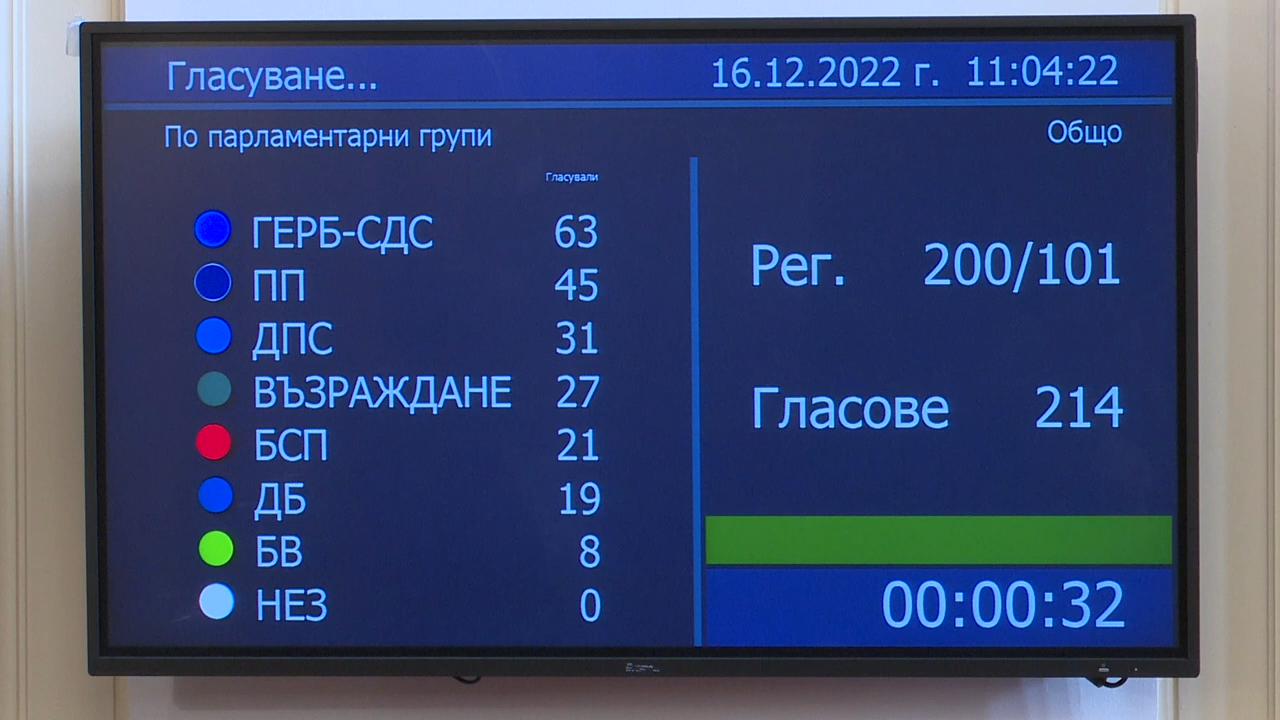 Гласуване... 16.12.2022 г. 11:04:22
По парламентарни групи Общо
Гласували
ГЕРБ-СДС 63
ПП 45
ДПС 31
ВЪЗРАЖДАНЕ 27
БСП 21
ДБ 19
БВ 8
НЕЗ 0
Рег. 200/101
Гласове 214
00:00:32